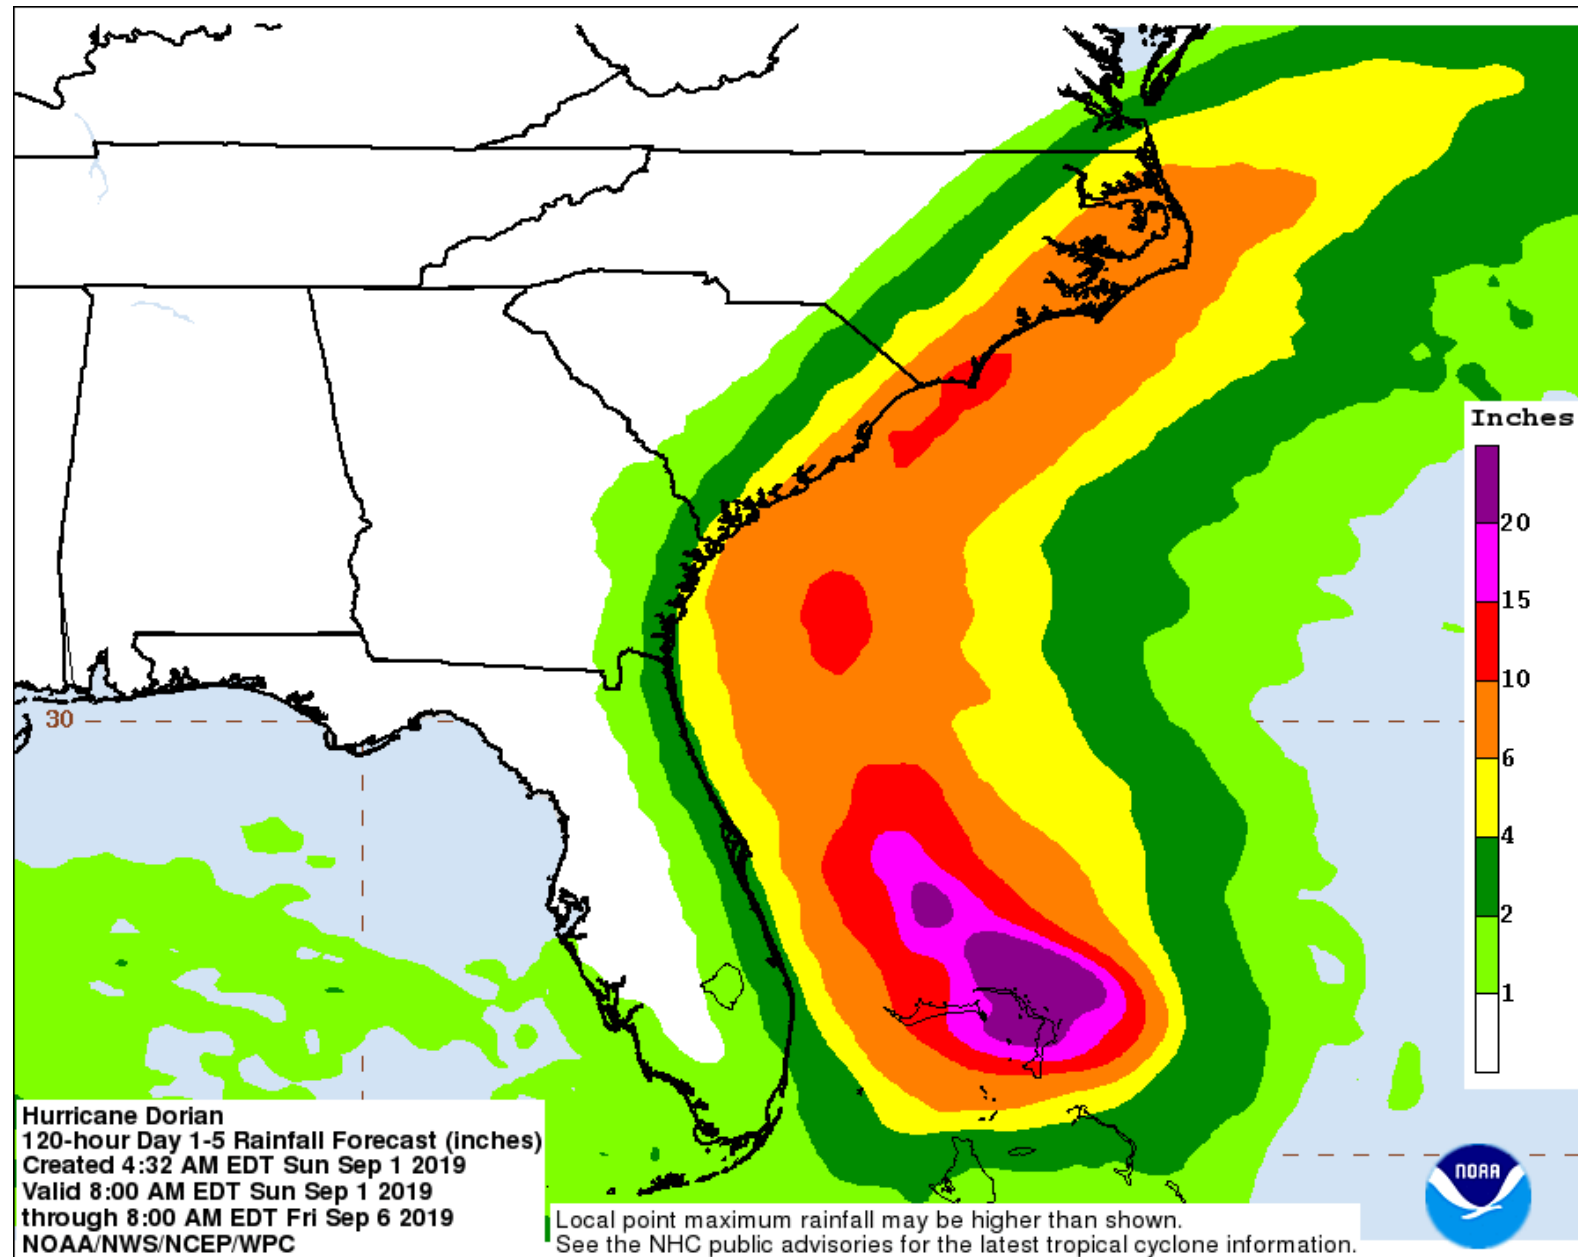 Inches
20
15
10
6
4
2
1
30
Hurricane Dorian
120-hour Day 1-5 Rainfall Forecast (inches)
Created 4:32 AM EDT Sun Sep 1 2019
Valid 8:00 AM EDT Sun Sep 1 2019
through 8:00 AM EDT Fri Sep 6 2019
NOAA/NWS/NCEP/WPC
Local point maximum rainfall may be higher than shown.
See the NHC public advisories for the latest tropical cyclone information.
NOAA